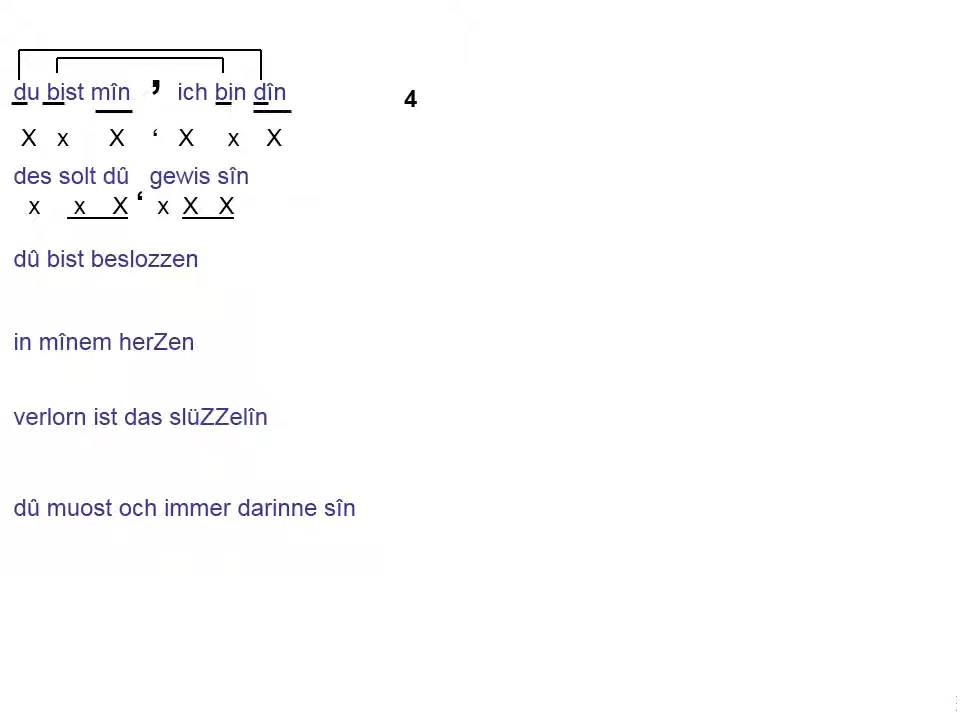 du bist mîn , ich bin dîn 4
X x X ‘ X x X
des solt dû gewis sîn
x x X ‘ x X X
dû bist beslozzen
in mînem herZen
verlorn ist das slüZZelîn
dû muost och immer darinne sîn